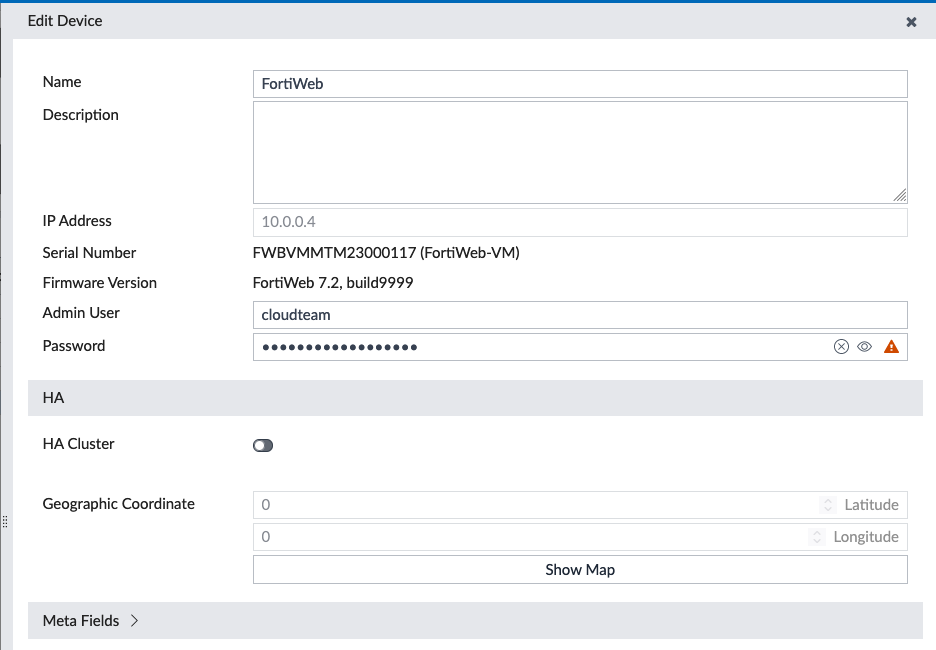 Edit Device
Name FortiWeb
Description
IP Address 10.0.0.4
Serial Number FWBVMMTM23000117 (FortiWeb-VM)
Firmware Version FortiWeb 7.2, build9999
Admin User cloudteam
Password ••••••••••••••••••
HA
HA Cluster
Geographic Coordinate 0 Latitude
0 Longitude
Show Map
Meta Fields